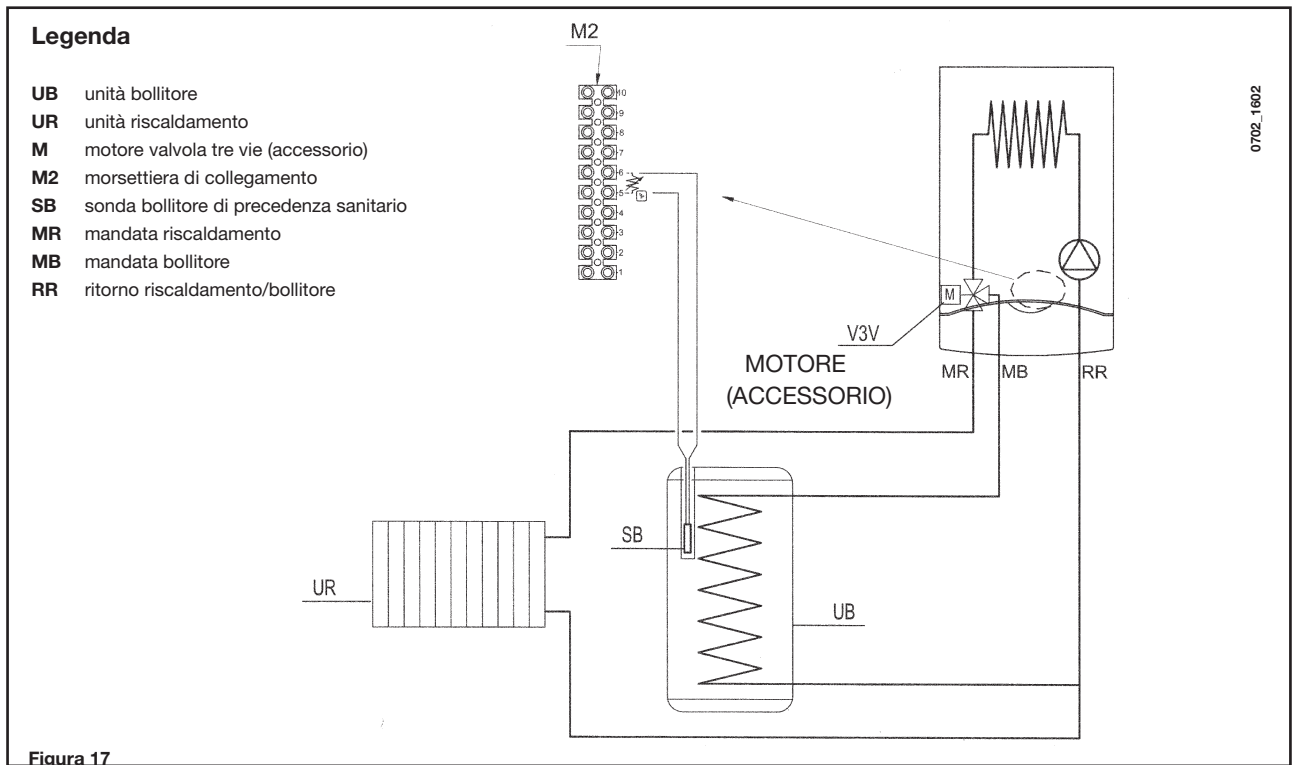 Legenda
UB unità bollitore
UR unità riscaldamento
M motore valvola tre vie (accessorio)
M2 morsettiera di collegamento
SB sonda bollitore di precedenza sanitario
MR mandata riscaldamento
MB mandata bollitore
RR ritorno riscaldamento/bollitore
M2
10
9
8
7
6
5
4
3
2
1
0702_1602
M
V3V
MOTORE
(ACCESSORIO)
MR
MB
RR
SB
UR
UB
Figura 17